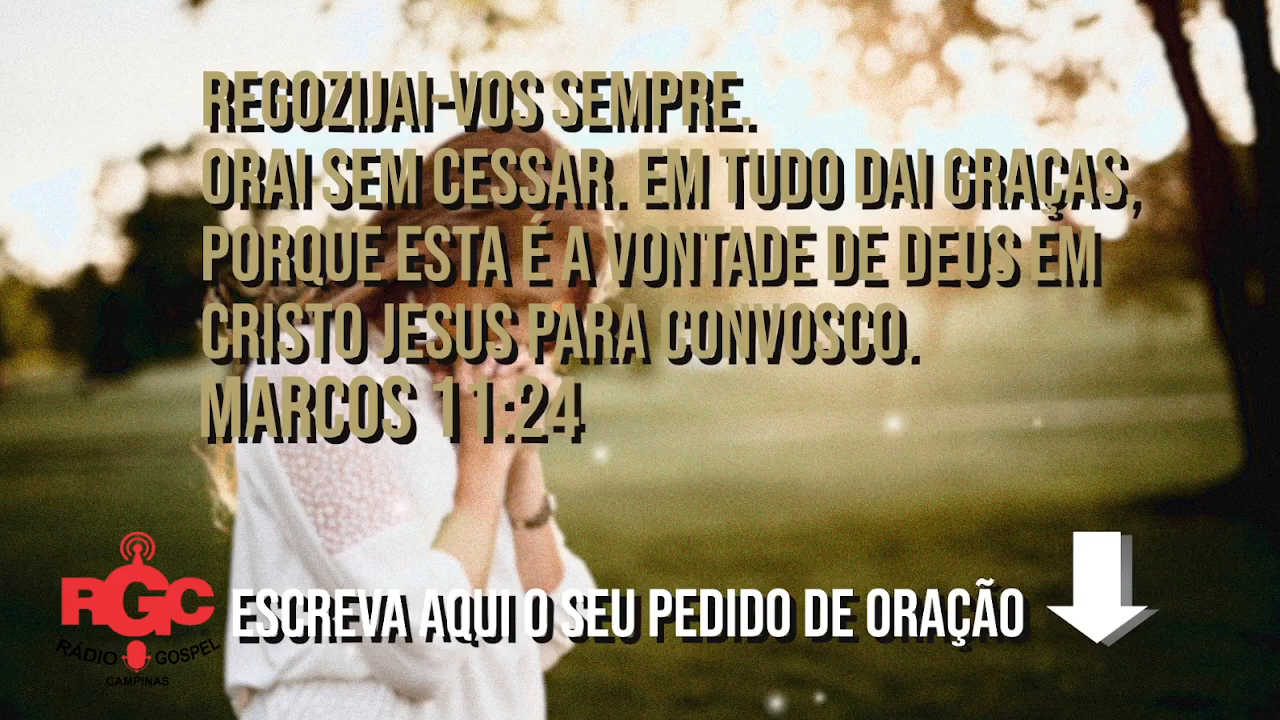 REGOZIJAI-VOS SEMPRE.
ORAI SEM CESSAR. EM TUDO DAI GRAÇAS,
PORQUE ESTA É A VONTADE DE DEUS EM
CRISTO JESUS PARA CONVOSCO.
MARCOS 11:24
RGC
RÁDIO GOSPEL
CAMPINAS
ESCREVA AQUI O SEU PEDIDO DE ORAÇÃO